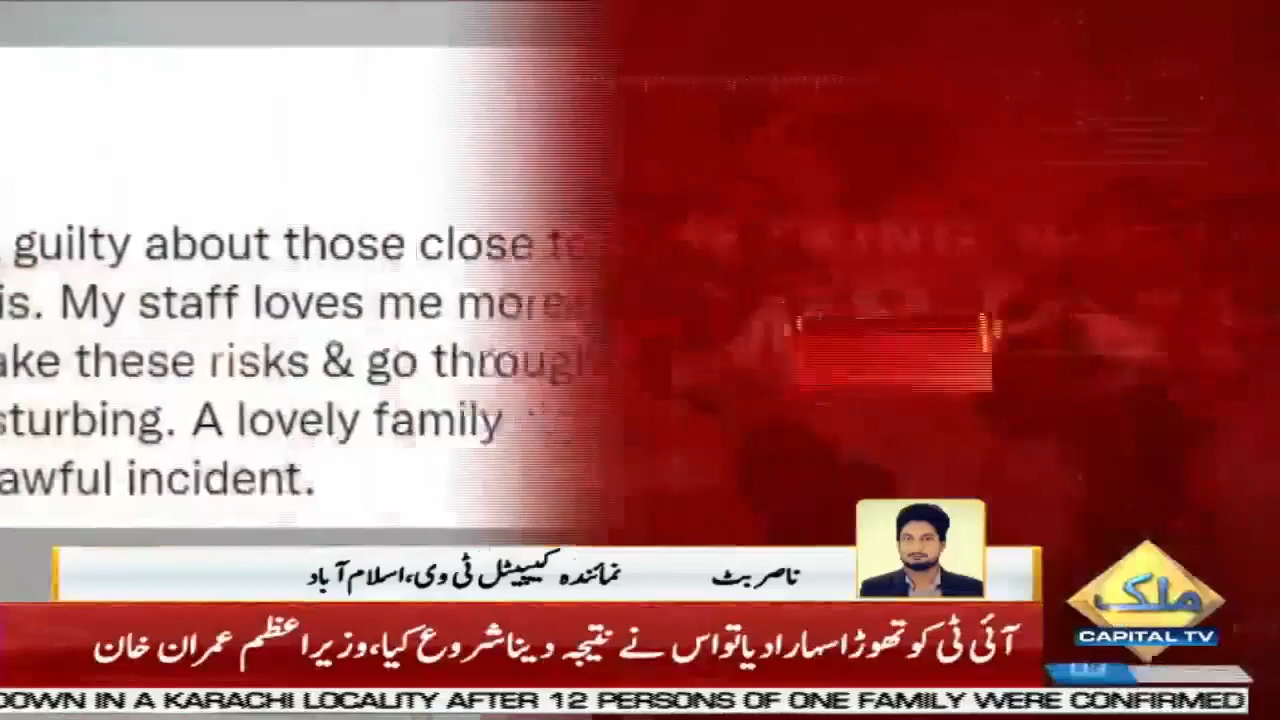 guilty about those close to
is. My staff loves me more
ake these risks & go through
sturbing. A lovely family
awful incident.
ناصر بٹ نمائندہ کیپیٹل ٹی وی، اسلام آباد
آئی ٹی کو تھوڑا سہارا دیا تو اس نے نتیجہ دینا شروع کیا، وزیراعظم عمران خان
ملک
CAPITAL TV
DOWN IN A KARACHI LOCALITY AFTER 12 PERSONS OF ONE FAMILY WERE CONFIRMED